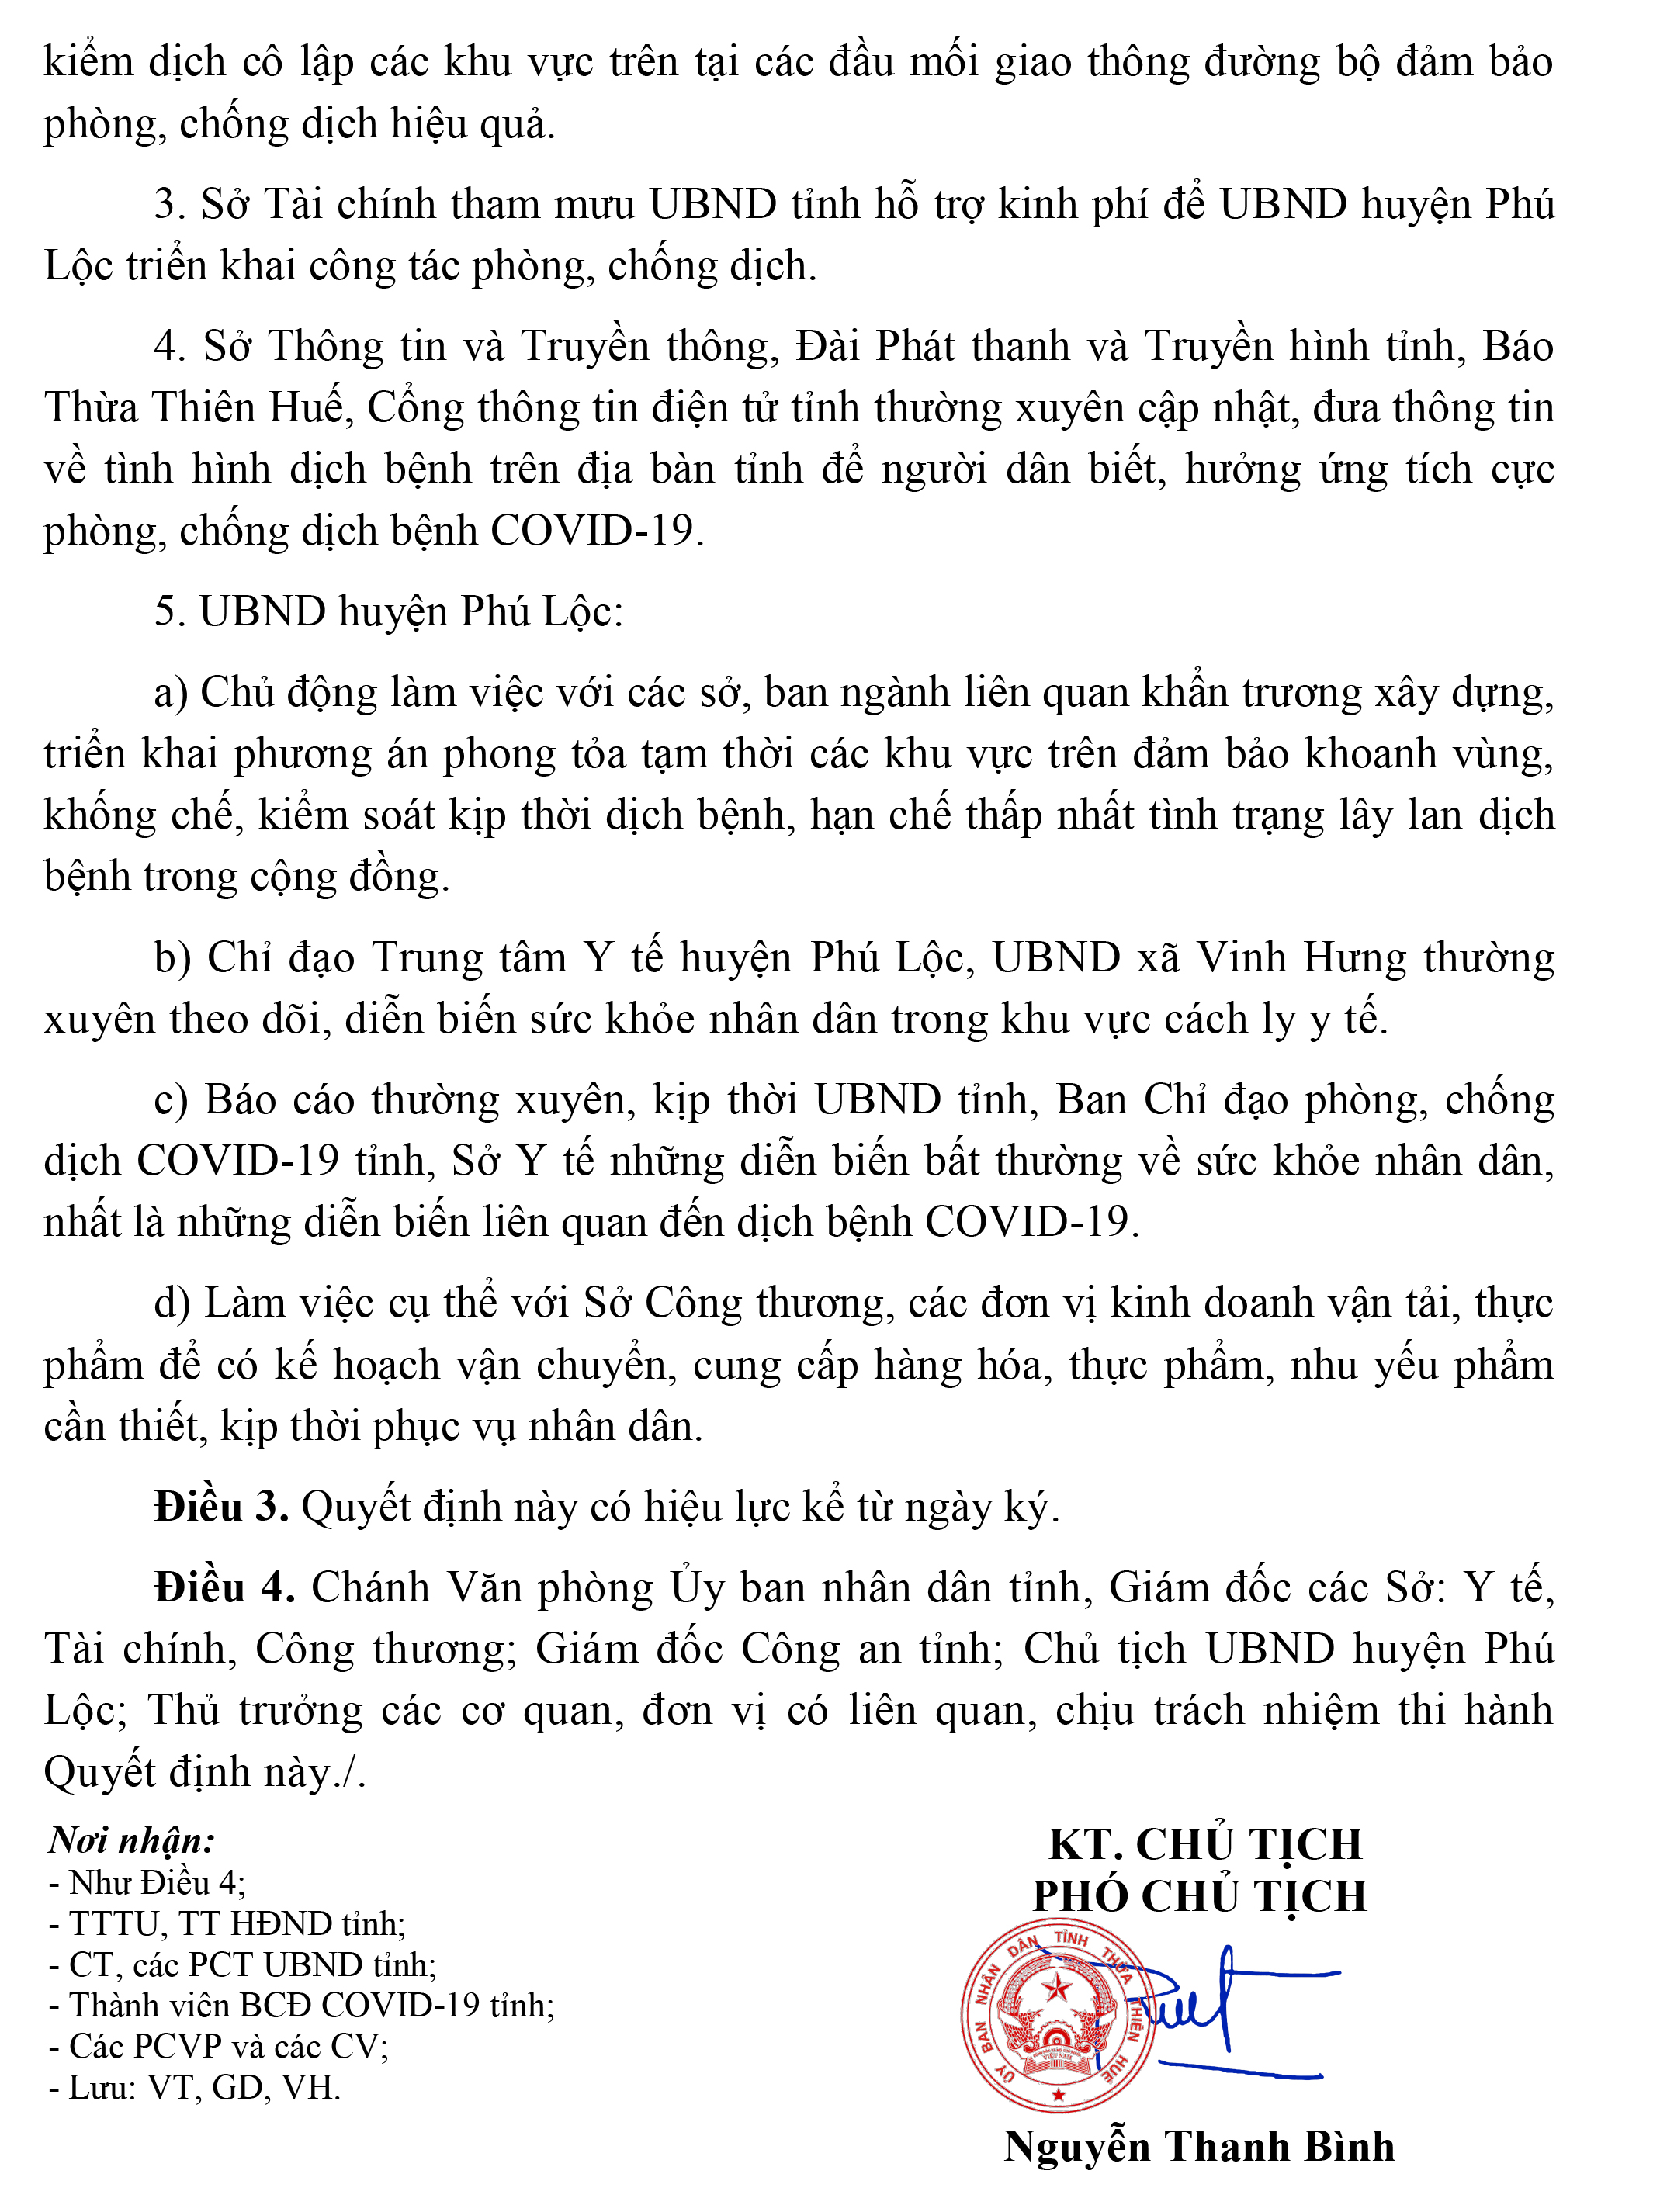 kiểm dịch cô lập các khu vực trên tại các đầu mối giao thông đường bộ đảm bảo
phòng, chống dịch hiệu quả.
3. Sở Tài chính tham mưu UBND tỉnh hỗ trợ kinh phí để UBND huyện Phú
Lộc triển khai công tác phòng, chống dịch.
4. Sở Thông tin và Truyền thông, Đài Phát thanh và Truyền hình tỉnh, Báo
Thừa Thiên Huế, Cổng thông tin điện tử tỉnh thường xuyên cập nhật, đưa thông tin
về tình hình dịch bệnh trên địa bàn tỉnh để người dân biết, hưởng ứng tích cực
phòng, chống dịch bệnh COVID-19.
5. UBND huyện Phú Lộc:
a) Chủ động làm việc với các sở, ban ngành liên quan khẩn trương xây dựng,
triển khai phương án phong tỏa tạm thời các khu vực trên đảm bảo khoanh vùng,
khống chế, kiểm soát kịp thời dịch bệnh, hạn chế thấp nhất tình trạng lây lan dịch
bệnh trong cộng đồng.
b) Chỉ đạo Trung tâm Y tế huyện Phú Lộc, UBND xã Vinh Hưng thường
xuyên theo dõi, diễn biến sức khỏe nhân dân trong khu vực cách ly y tế.
c) Báo cáo thường xuyên, kịp thời UBND tỉnh, Ban Chỉ đạo phòng, chống
dịch COVID-19 tỉnh, Sở Y tế những diễn biến bất thường về sức khỏe nhân dân,
nhất là những diễn biến liên quan đến dịch bệnh COVID-19.
d) Làm việc cụ thể với Sở Công thương, các đơn vị kinh doanh vận tải, thực
phẩm để có kế hoạch vận chuyển, cung cấp hàng hóa, thực phẩm, nhu yếu phẩm
cần thiết, kịp thời phục vụ nhân dân.
Điều 3. Quyết định này có hiệu lực kể từ ngày ký.
Điều 4. Chánh Văn phòng Ủy ban nhân dân tỉnh, Giám đốc các Sở: Y tế,
Tài chính, Công thương; Giám đốc Công an tỉnh; Chủ tịch UBND huyện Phú
Lộc; Thủ trưởng các cơ quan, đơn vị có liên quan, chịu trách nhiệm thi hành
Quyết định này./.
Nơi nhận:
- Như Điều 4;
- TTTU, TT HĐND tỉnh;
- CT, các PCT UBND tỉnh;
- Thành viên BCĐ COVID-19 tỉnh;
- Các PCVP và các CV;
- Lưu: VT, GD, VH.
KT. CHỦ TỊCH
PHÓ CHỦ TỊCH
ỦY BAN NHÂN DÂN TỈNH THỪA THIÊN HUẾ
VIỆT NAM
Nguyễn Thanh Bình